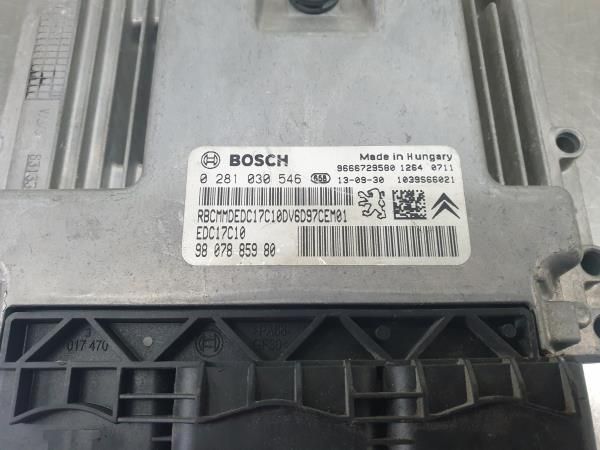 BOSCH
Made in Hungary
0 281 030 546 658
9666729580 1264 0711
13-09-30 1039S66021
RBCMMDEDC17C10DV6D97CEM01
EDC17C10
98 078 859 80
017 470